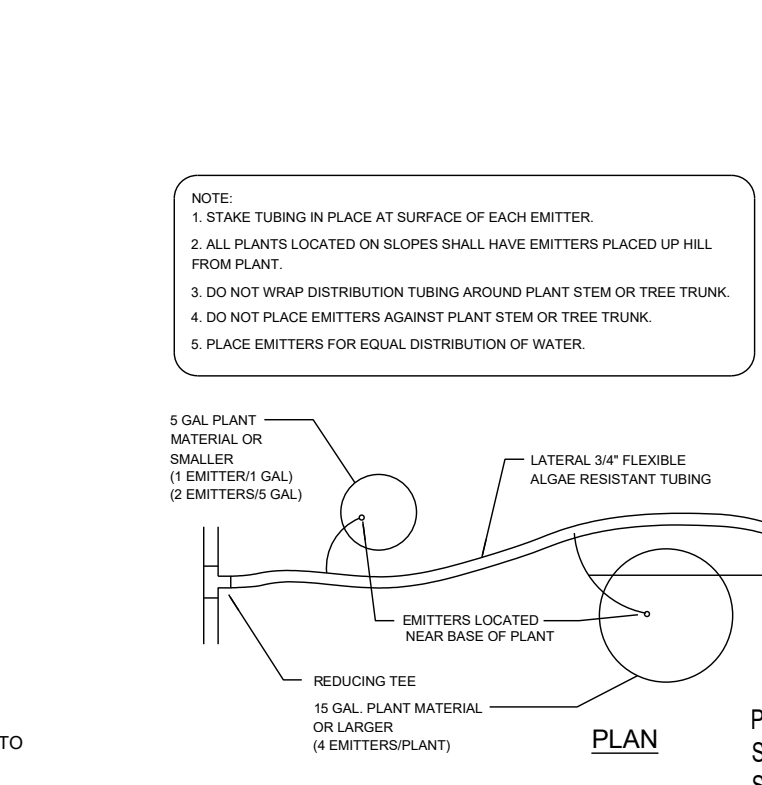 NOTE:
1. STAKE TUBING IN PLACE AT SURFACE OF EACH EMITTER.
2. ALL PLANTS LOCATED ON SLOPES SHALL HAVE EMITTERS PLACED UP HILL
FROM PLANT.
3. DO NOT WRAP DISTRIBUTION TUBING AROUND PLANT STEM OR TREE TRUNK.
4. DO NOT PLACE EMITTERS AGAINST PLANT STEM OR TREE TRUNK.
5. PLACE EMITTERS FOR EQUAL DISTRIBUTION OF WATER.
5 GAL PLANT
MATERIAL OR
SMALLER
(1 EMITTER/1 GAL)
(2 EMITTERS/5 GAL)
LATERAL 3/4" FLEXIBLE
ALGAE RESISTANT TUBING
EMITTERS LOCATED
NEAR BASE OF PLANT
REDUCING TEE
15 GAL. PLANT MATERIAL
OR LARGER
(4 EMITTERS/PLANT)
PLAN
TO
P
S